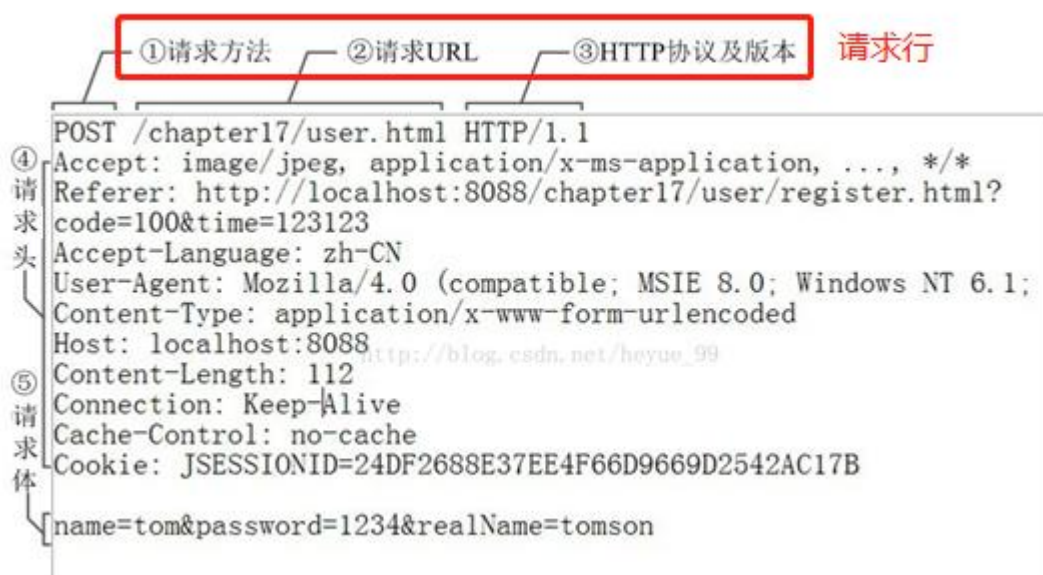 ①请求方法 ②请求URL ③HTTP协议及版本 请求行
POST /chapter17/user.html HTTP/1.1
④请求头
Accept: image/jpeg, application/x-ms-application, ..., */*
Referer: http://localhost:8088/chapter17/user/register.html?
code=100&time=123123
Accept-Language: zh-CN
User-Agent: Mozilla/4.0 (compatible; MSIE 8.0; Windows NT 6.1;
Content-Type: application/x-www-form-urlencoded
Host: localhost:8088
http://blog.csdn.net/heyue_99
Content-Length: 112
Connection: Keep-Alive
Cache-Control: no-cache
Cookie: JSESSIONID=24DF2688E37EE4F66D9669D2542AC17B
⑤请求体
name=tom&password=1234&realName=tomson